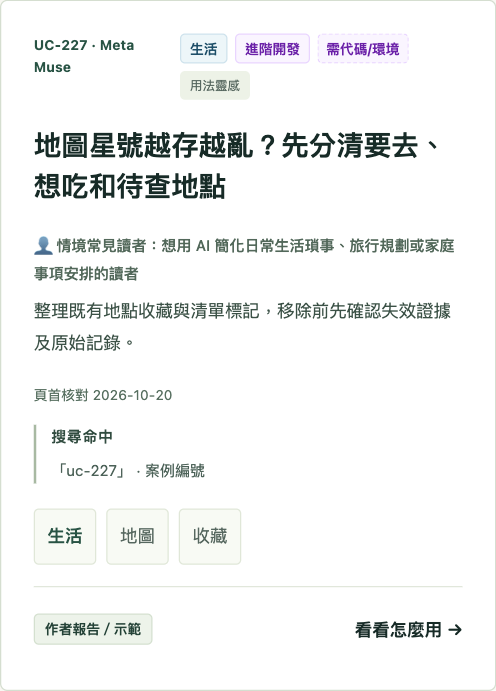 UC-227 · Meta Muse
生活
進階開發
需代碼/環境
用法靈感
地圖星號越存越亂？先分清要去、
想吃和待查地點
情境常見讀者：想用 AI 簡化日常生活瑣事、旅行規劃或家庭
事項安排的讀者
整理既有地點收藏與清單標記，移除前先確認失效證據
及原始記錄。
頁首核對 2026-10-20
搜尋命中
「uc-227」 · 案例編號
生活
地圖
收藏
作者報告 / 示範
看看怎麼用 →